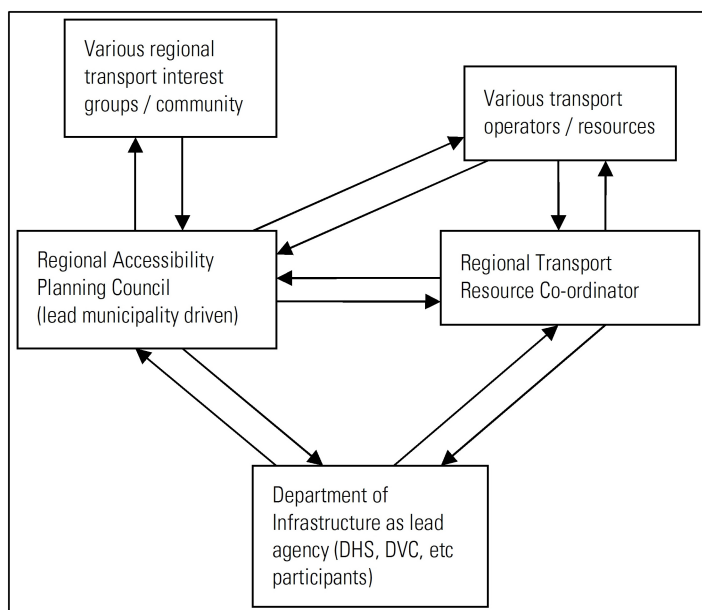 Various regional
transport interest
groups / community
Various transport
operators / resources
Regional Accessibility
Planning Council
(lead municipality driven)
Regional Transport
Resource Co-ordinator
Department of
Infrastructure as lead
agency (DHS, DVC, etc
participants)